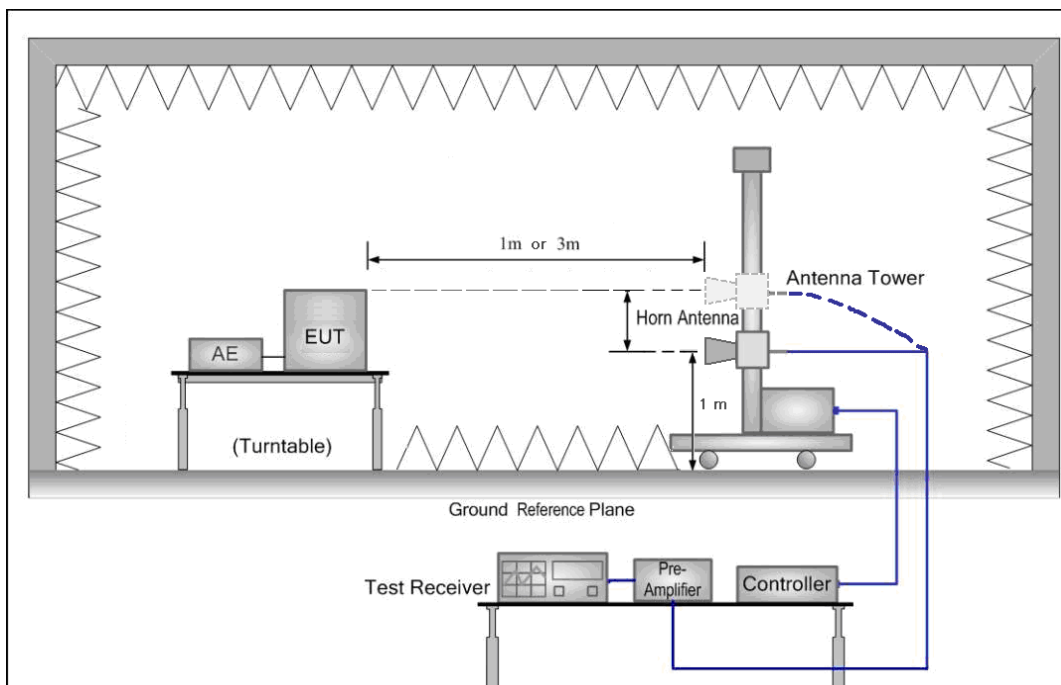 1m or 3m
Antenna Tower
Horn Antenna
EUT
AE
1 m
(Turntable)
Ground Reference Plane
Test Receiver
Pre-
Amplifier
Controller